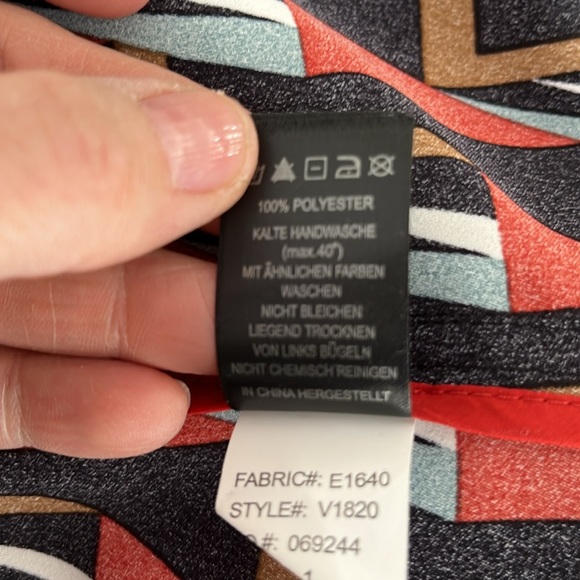 100% POLYESTER
KALTE HANDWASCHE
(max.40°)
MIT ÄHNLICHEN FARBEN
WASCHEN
NICHT BLEICHEN
LIEGEND TROCKNEN
VON LINKS BÜGELN
NICHT CHEMISCH REINIGEN
IN CHINA HERGESTELLT
FABRIC#: E1640
STYLE#: V1820
#: 069244
1